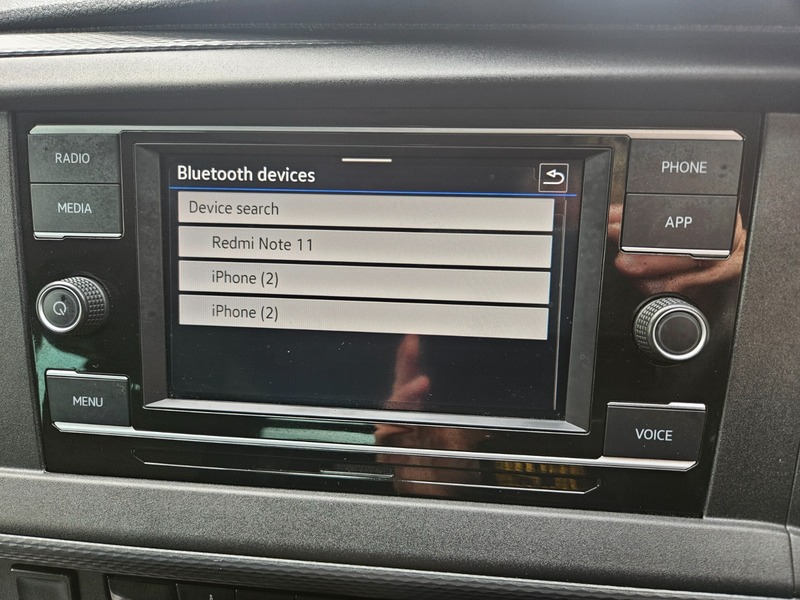 RADIO
MEDIA
MENU
Bluetooth devices
Device search
Redmi Note 11
iPhone (2)
iPhone (2)
PHONE
APP
VOICE